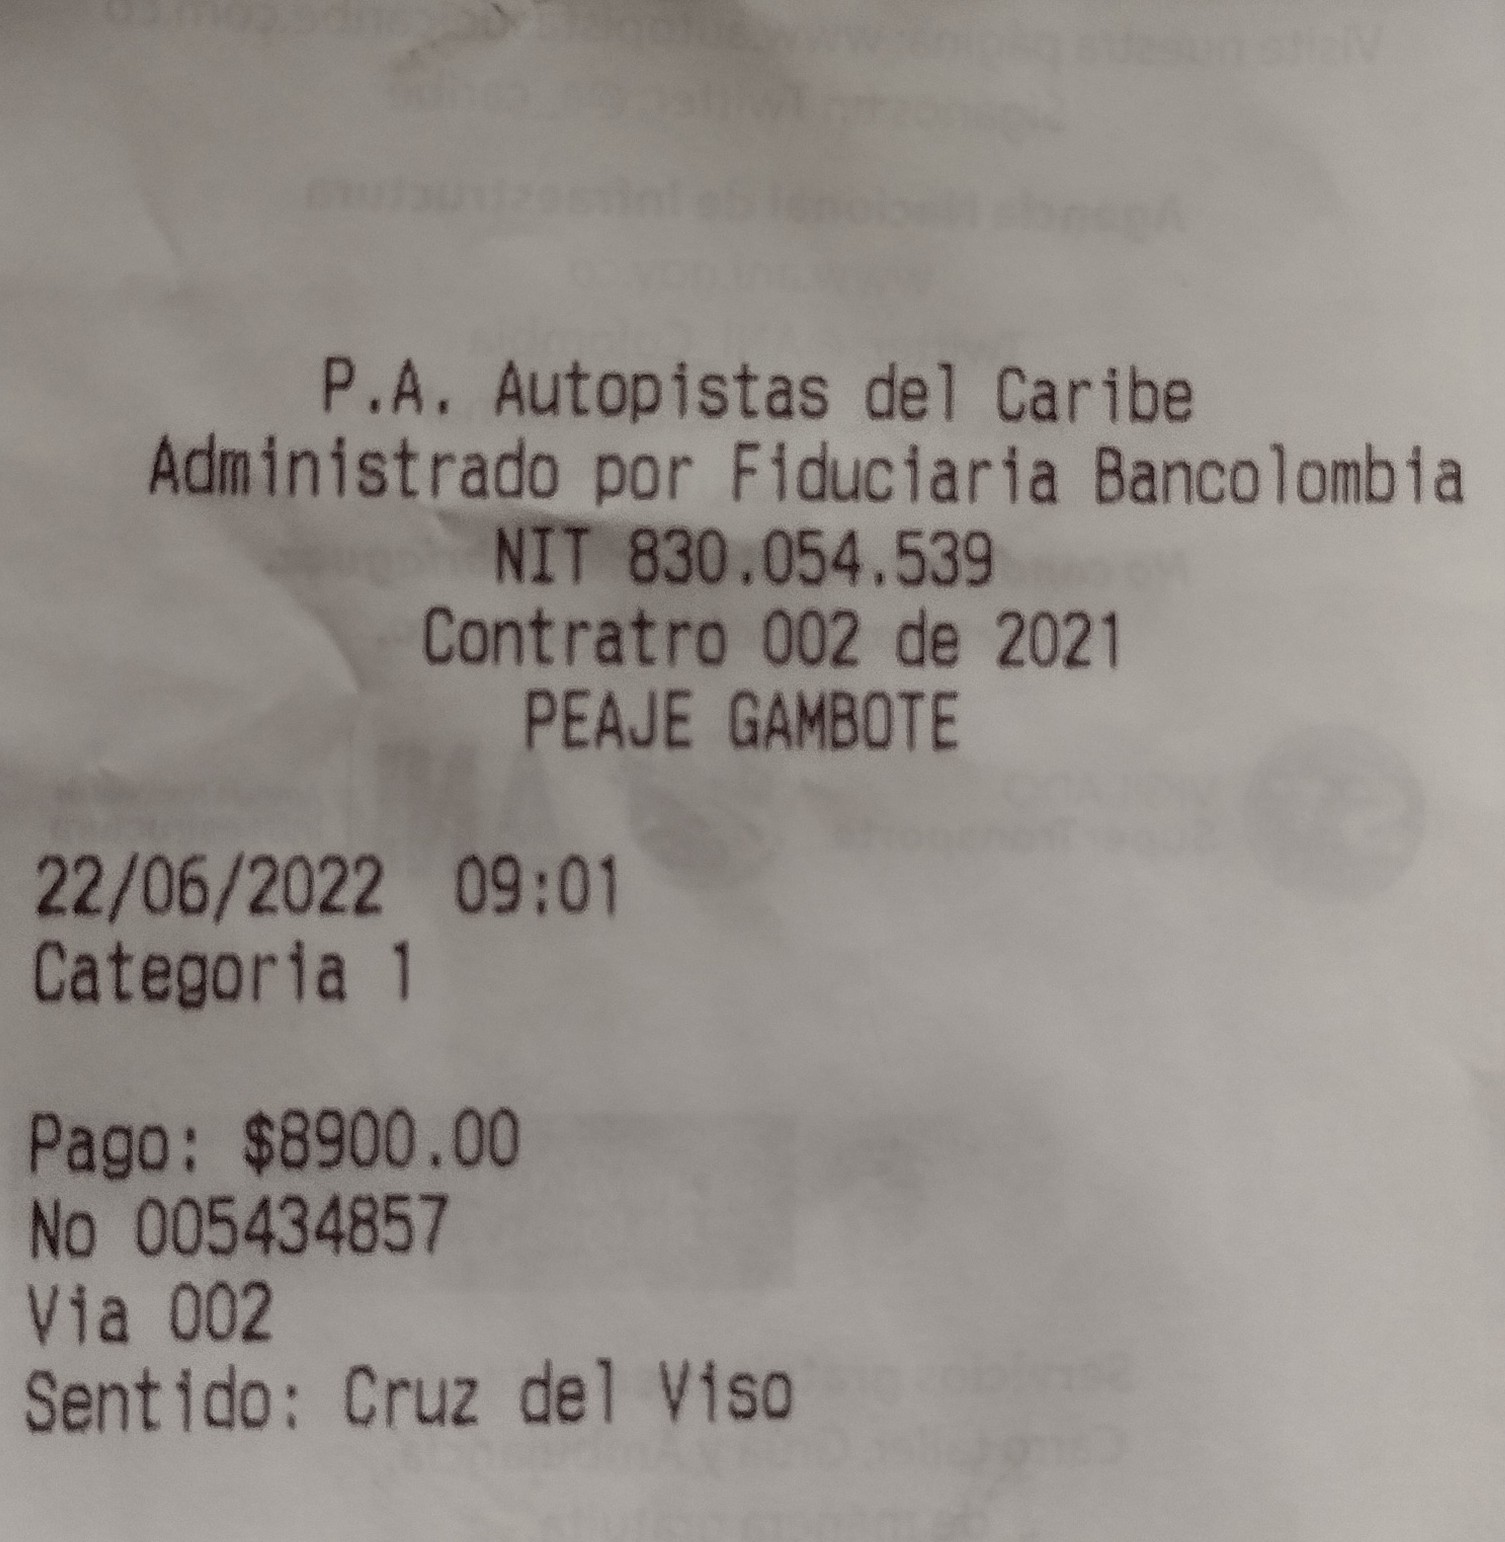 P.A. Autopistas del Caribe
Administrado por Fiduciaria Bancolombia
NIT 830.054.539
Contratro 002 de 2021
PEAJE GAMBOTE
22/06/2022 09:01
Categoria 1
Pago: $8900.00
No 005434857
Via 002
Sentido: Cruz del Viso